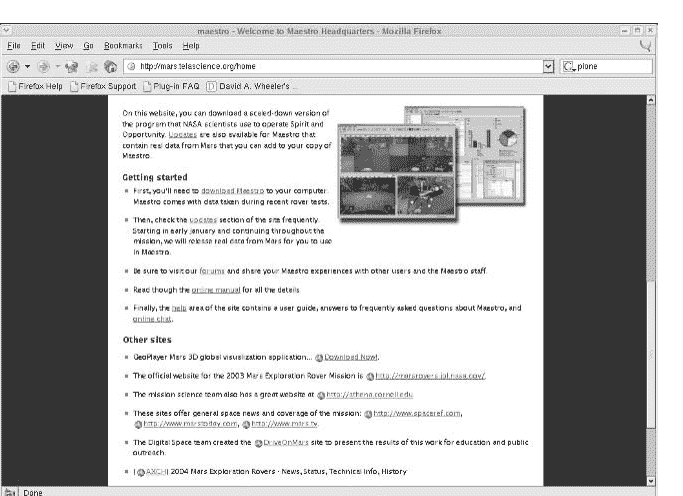 maestro - Welcome to Maestro Headquarters - Mozilla Firefox
File Edit View Go Bookmarks Tools Help
http://mars.telascience.org/home
plone
Firefox Help Firefox Support Plug-in FAQ David A. Wheeler's ...
On this website, you can download a scaled-down version of
the program that NASA scientists use to operate Spirit and
Opportunity. Updates are also available for Maestro that
contain real data from Mars that you can add to your copy of
Maestro.
Getting started
First, you'll need to download Maestro to your computer.
Maestro comes with data taken during recent rover tests.
Then, check the updates section of the site frequently.
Starting in early January and continuing throughout the
mission, we will release real data from Mars for you to use
in Maestro.
Be sure to visit our forums and share your Maestro experiences with other users and the Maestro staff.
Read though the online manual for all the details.
Finally, the help area of the site contains a user guide, answers to frequently asked questions about Maestro, and
online chat.
Other sites
GeoPlayer Mars 3D global visualization application... Download Now!.
The official website for the 2003 Mars Exploration Rover Mission is http://marsrovers.jpl.nasa.gov/.
The mission science team also has a great website at http://athena.cornell.edu.
These sites offer general space news and coverage of the mission: http://www.spaceref.com,
http://www.marstoday.com, http://www.mars.tv.
The Digital Space team created the DriveOnMars site to present the results of this work for education and public
outreach.
[AXCH] 2004 Mars Exploration Rovers - News, Status, Technical Info, History
Done